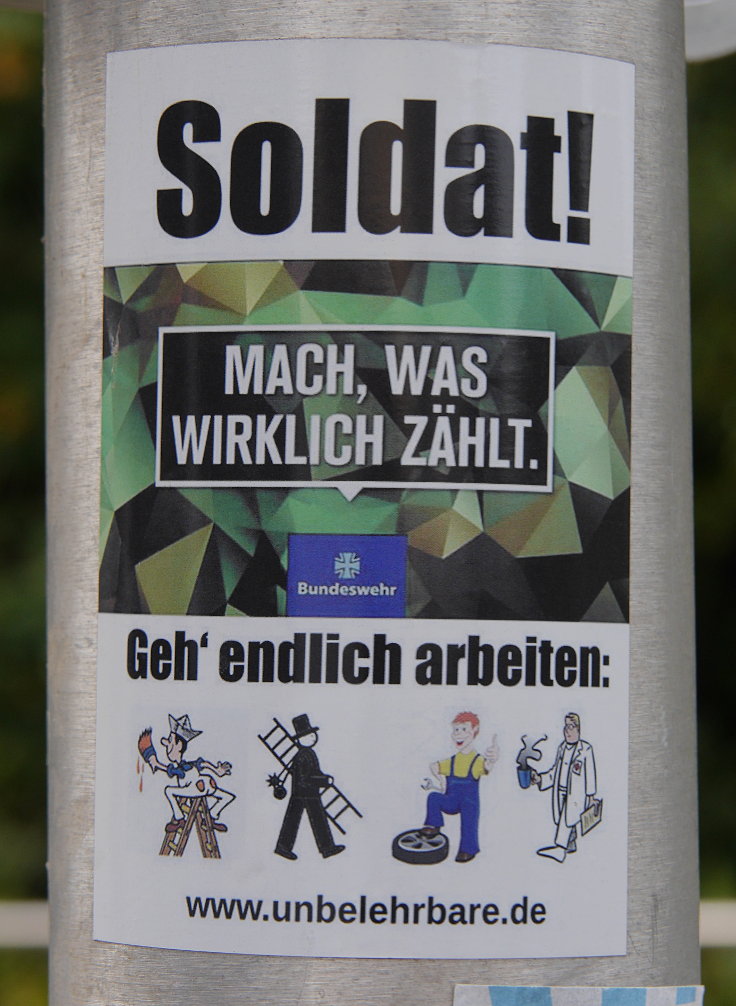 Soldat!
MACH, WAS
WIRKLICH ZÄHLT.
Bundeswehr
Geh‘ endlich arbeiten:
www.unbelehrbare.de